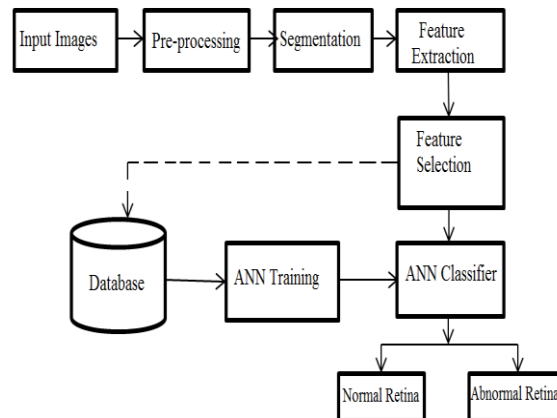 Input Images
Pre-processing
Segmentation
Feature
Extraction
Feature
Selection
Database
ANN Training
ANN Classifier
Normal Retina
Abnormal Retina